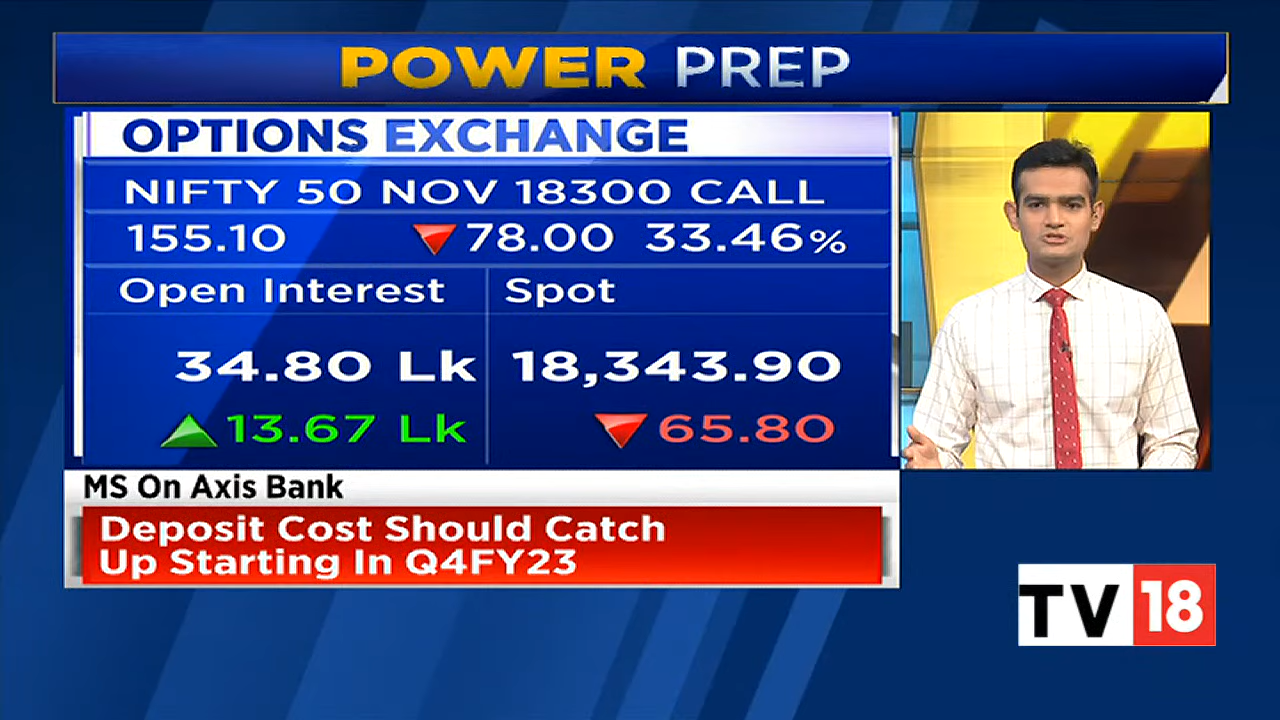 POWER PREP
OPTIONS EXCHANGE
NIFTY 50 NOV 18300 CALL
155.10 ▼78.00 33.46%
Open Interest Spot
34.80 Lk 18,343.90
▲13.67 Lk ▼65.80
MS On Axis Bank
Deposit Cost Should Catch
Up Starting In Q4FY23
TV18